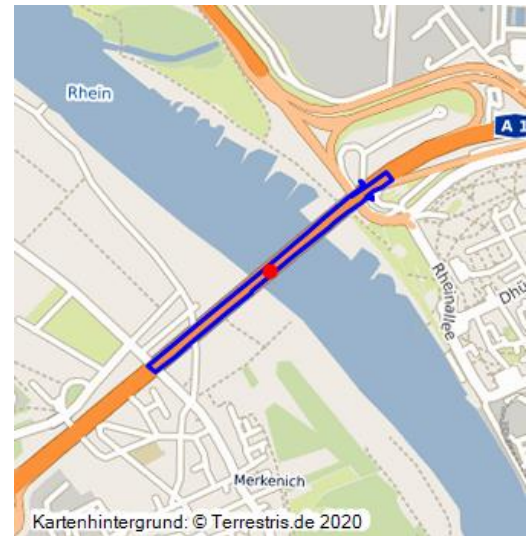 Rhein
A 1
Rheinallee
Dhü
Merkenich
Kartenhintergrund: © Terrestris.de 2020